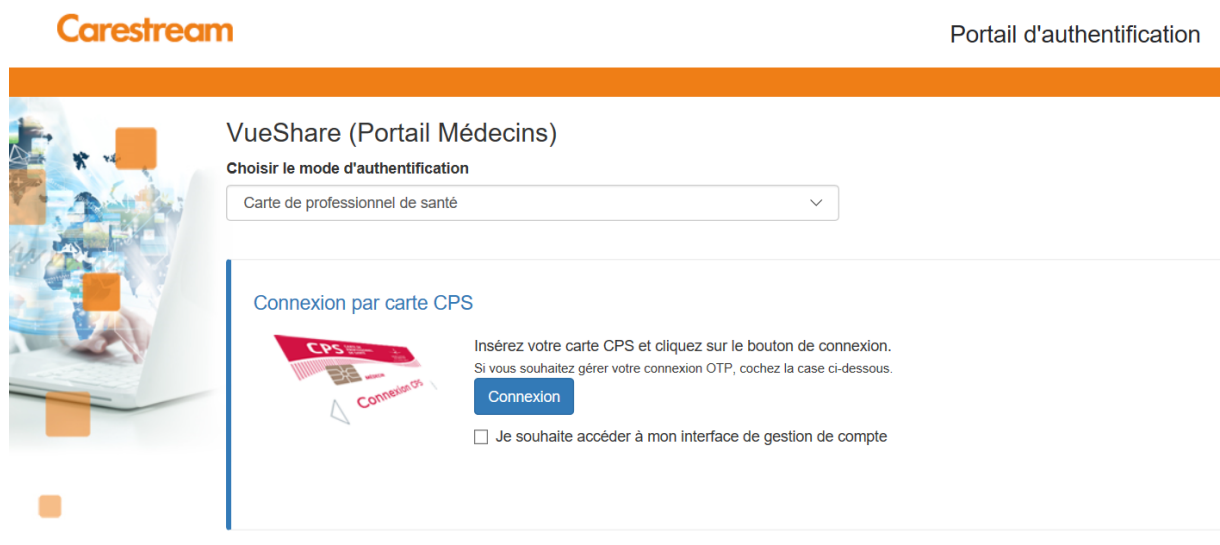 Carestream
Portail d'authentification
VueShare (Portail Médecins)
Choisir le mode d'authentification
Carte de professionnel de santé
Connexion par carte CPS
CPS
Connexion CPS
Insérez votre carte CPS et cliquez sur le bouton de connexion.
Si vous souhaitez gérer votre connexion OTP, cochez la case ci-dessous.
Connexion
Je souhaite accéder à mon interface de gestion de compte